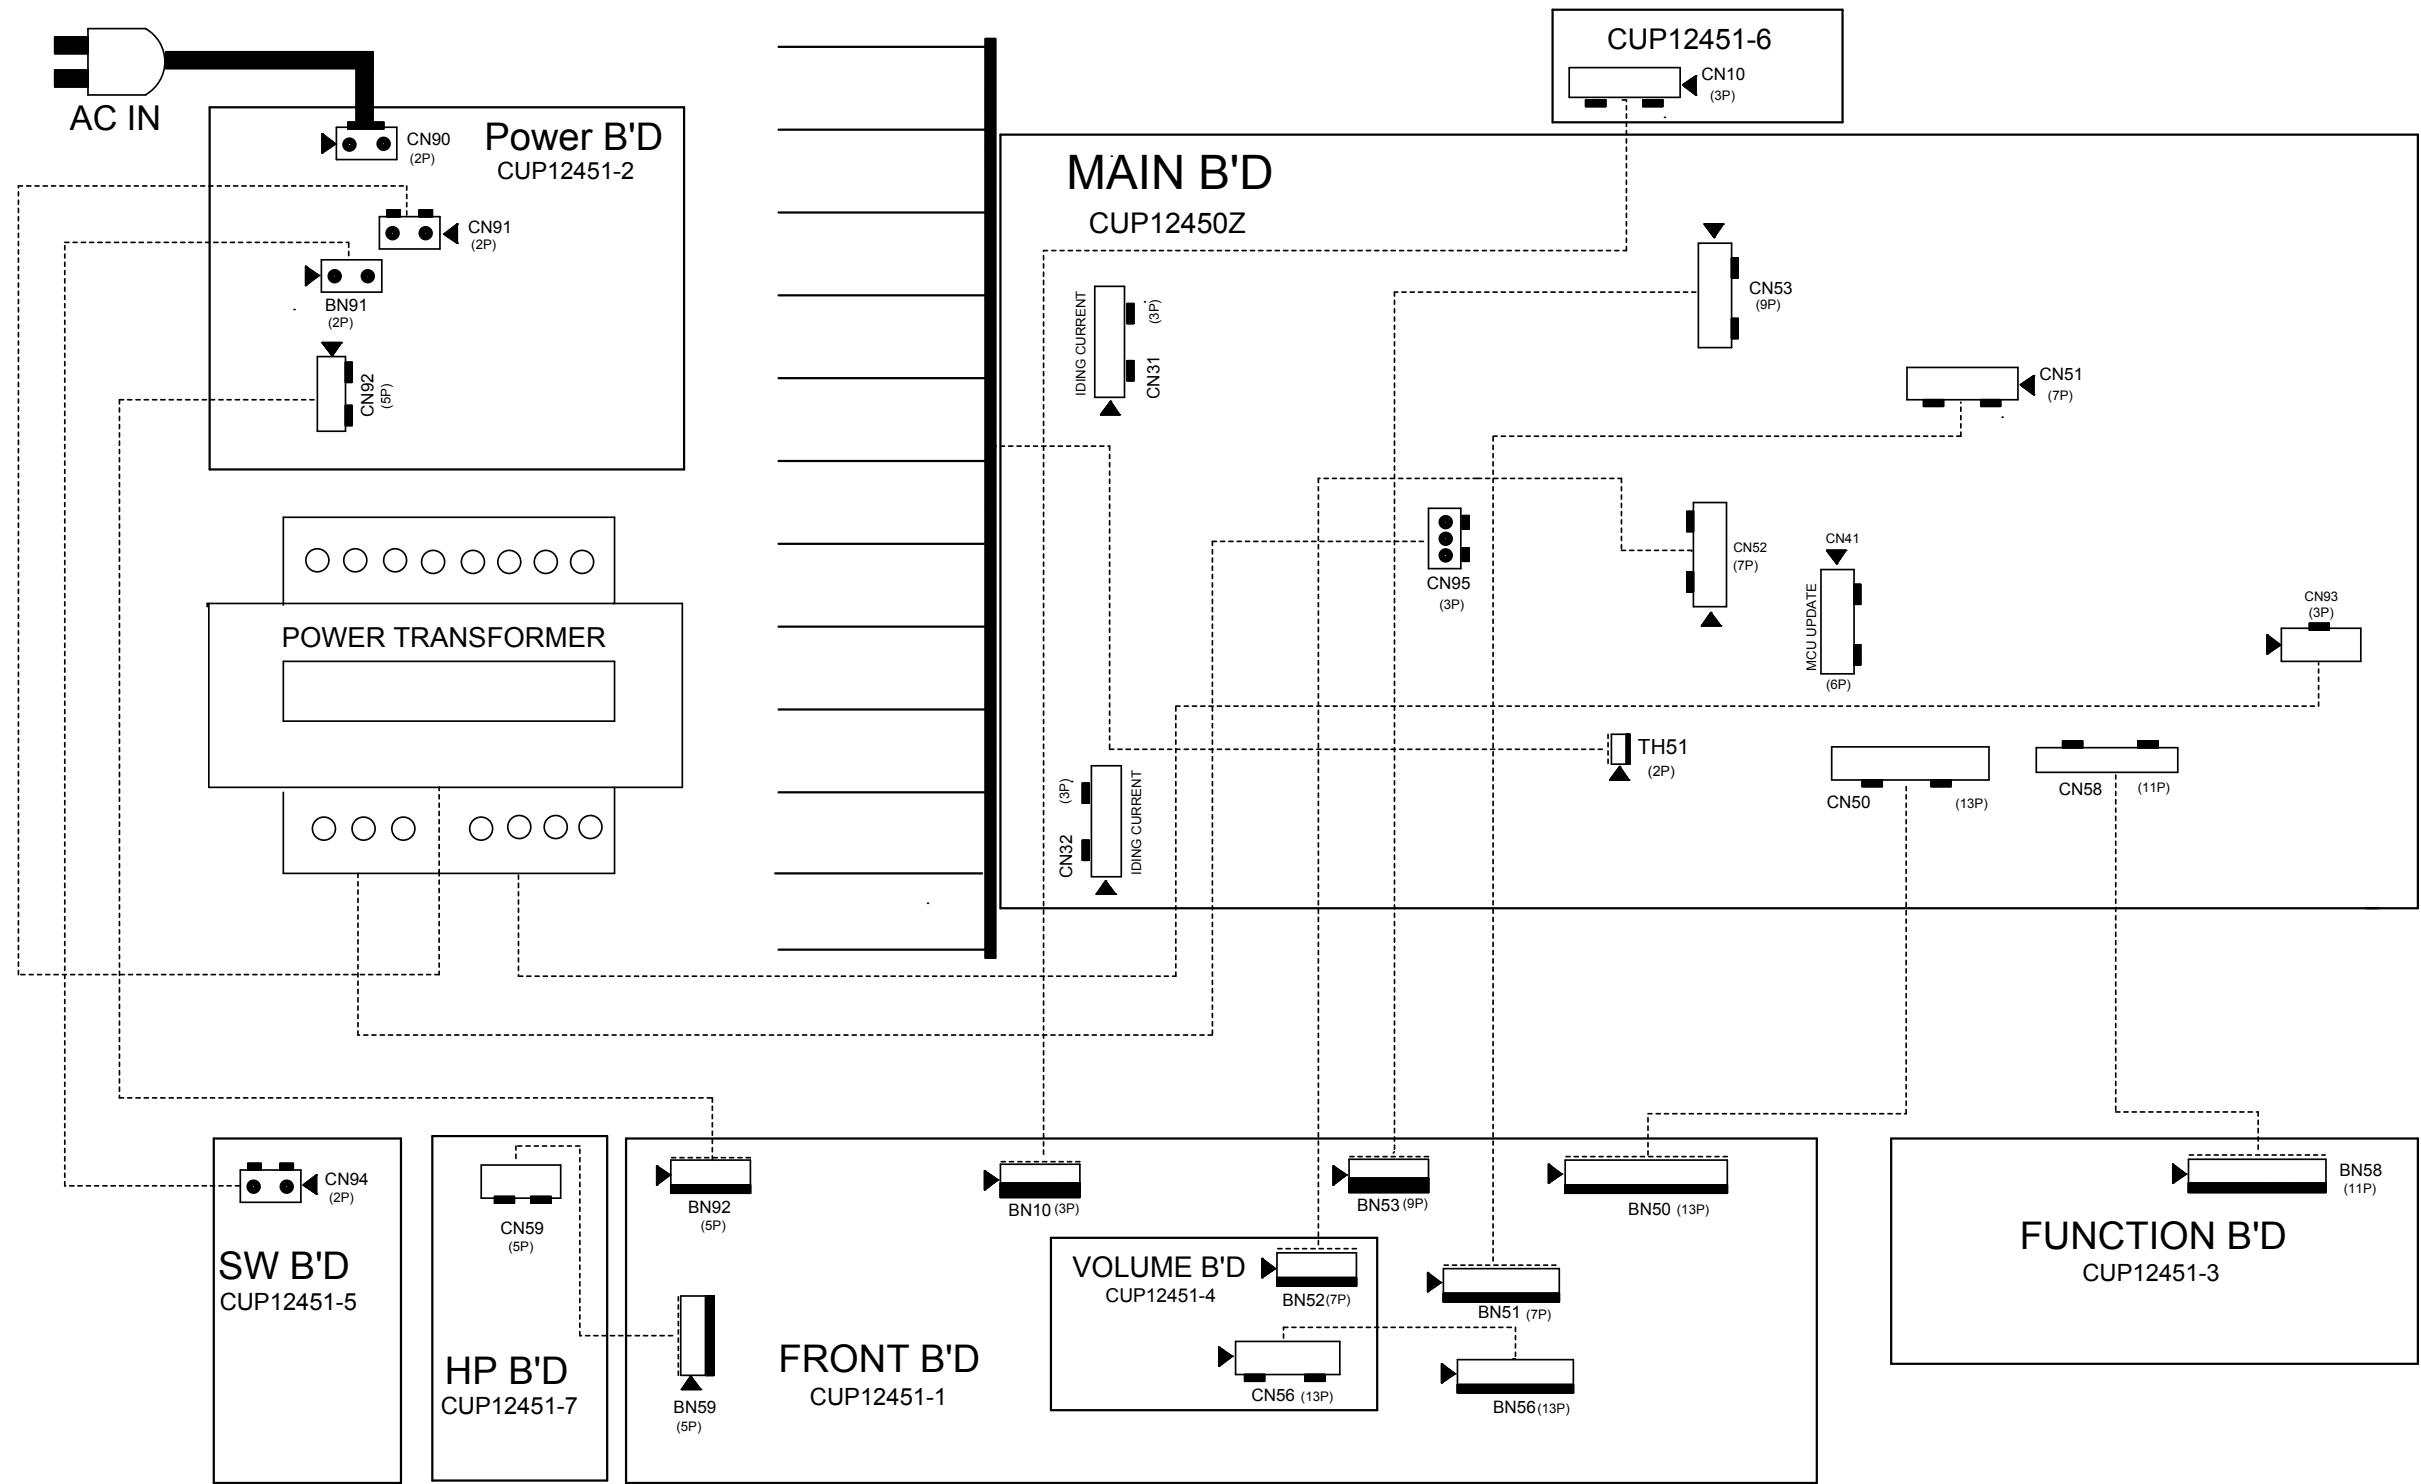 AC IN
Power B'D
CUP12451-2
CN90
(2P)
CN91
(2P)
BN91
(2P)
CN92
(5P)
POWER TRANSFORMER
CUP12451-6
CN10
(3P)
MAIN B'D
CUP12450Z
IDING CURRENT
CN31
(3P)
CN53
(9P)
CN51
(7P)
CN95
(3P)
CN52
(7P)
CN41
MCU UPDATE
(6P)
CN93
(3P)
TH51
(2P)
CN32
(3P)
IDING CURRENT
CN50
(13P)
CN58
(11P)
CN94
(2P)
SW B'D
CUP12451-5
CN59
(5P)
HP B'D
CUP12451-7
BN92
(5P)
BN10 (3P)
BN53 (9P)
BN50 (13P)
BN59
(5P)
FRONT B'D
CUP12451-1
VOLUME B'D
CUP12451-4
BN52 (7P)
CN56 (13P)
BN51 (7P)
BN56 (13P)
BN58
(11P)
FUNCTION B'D
CUP12451-3